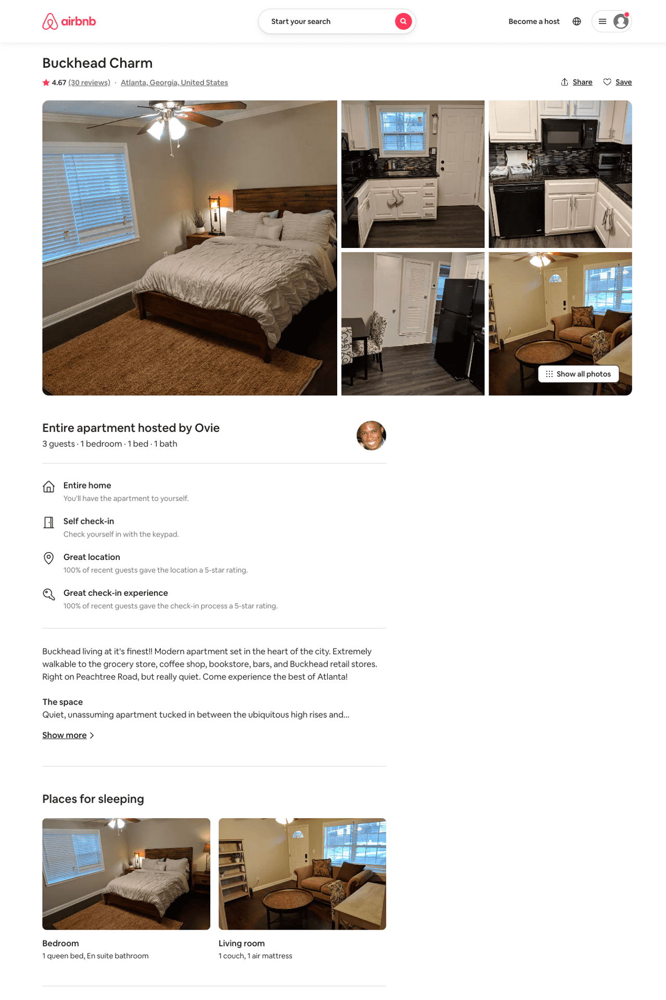 airbnb
Start your search
Become a host
Buckhead Charm
4.67 (30 reviews) · Atlanta, Georgia, United States
Share
Save
Show all photos
Entire apartment hosted by Ovie
3 guests · 1 bedroom · 1 bed · 1 bath
Entire home
You'll have the apartment to yourself.
Self check-in
Check yourself in with the keypad.
Great location
100% of recent guests gave the location a 5-star rating.
Great check-in experience
100% of recent guests gave the check-in process a 5-star rating.
Buckhead living at it's finest!! Modern apartment set in the heart of the city. Extremely
walkable to the grocery store, coffee shop, bookstore, bars, and Buckhead retail stores.
Right on Peachtree Road, but really quiet. Come experience the best of Atlanta!
The space
Quiet, unassuming apartment tucked in between the ubiquitous high rises and...
Show more
Places for sleeping
Bedroom
1 queen bed, En suite bathroom
Living room
1 couch, 1 air mattress